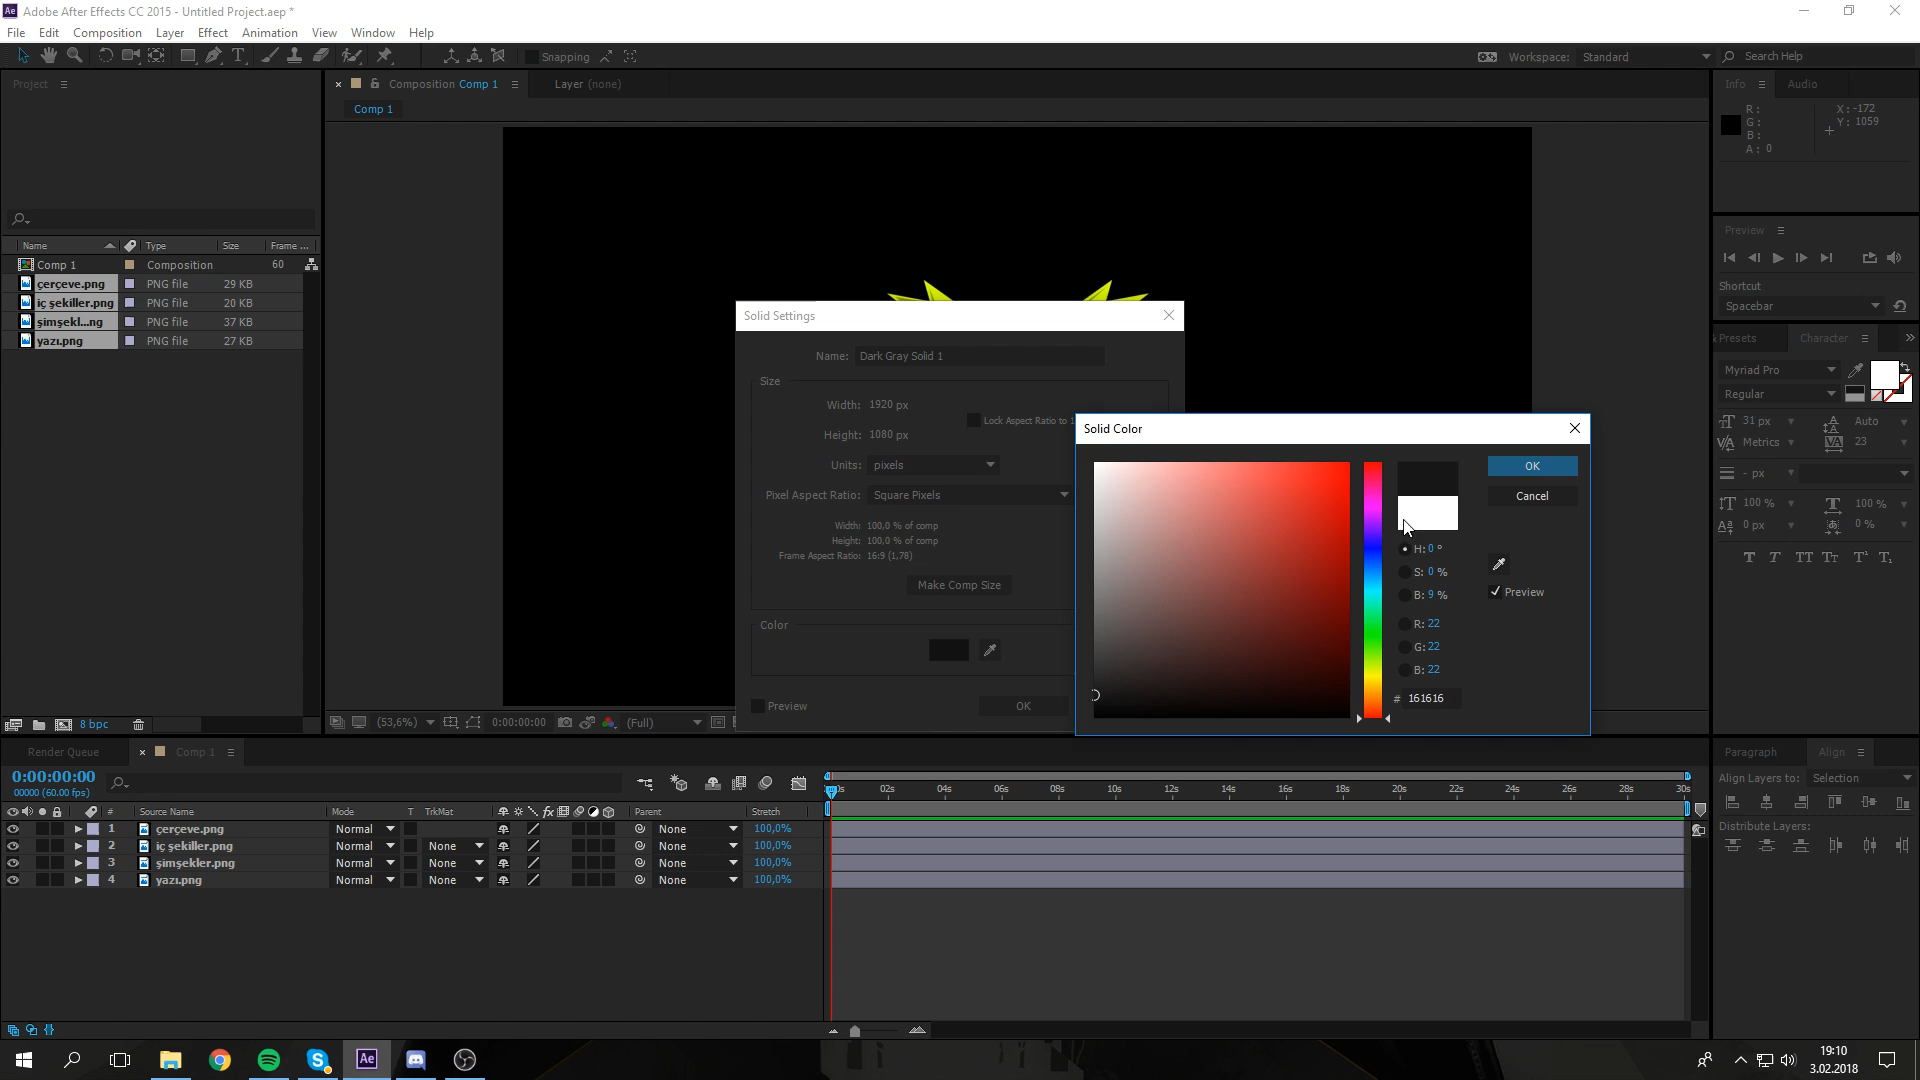 Adobe After Effects CC 2015 - Untitled Project.aep *
File Edit Composition Layer Effect Animation View Window Help
Snapping
Workspace: Standard
Search Help
Project
Composition Comp 1
Layer (none)
Comp 1
Info
Audio
R:
G:
B:
A: 0
X: -172
Y: 1059
Name Type Size Frame ...
Comp 1 Composition 60
çerçeve.png PNG file 29 KB
iç şekiller.png PNG file 20 KB
şimşekl...ng PNG file 37 KB
yazı.png PNG file 27 KB
8 bpc
Solid Settings
Name: Dark Gray Solid 1
Size
Width: 1920 px
Height: 1080 px
Lock Aspect Ratio to 1
Units: pixels
Pixel Aspect Ratio: Square Pixels
Width: 100,0 % of comp
Height: 100,0 % of comp
Frame Aspect Ratio: 16:9 (1,78)
Make Comp Size
Color
Preview
OK
Solid Color
OK
Cancel
H: 0 °
S: 0 %
B: 9 %
R: 22
G: 22
B: 22
# 161616
Preview
(53,6%)
0:00:00:00
(Full)
Preview
Shortcut
Spacebar
Presets
Character
Myriad Pro
Regular
31 px
Auto
Metrics
23
- px
100 %
100 %
0 px
0 %
T T TT Tt T¹ T₁
Paragraph
Align
Align Layers to: Selection
Distribute Layers:
Render Queue
Comp 1
0:00:00:00
00000 (60.00 fps)
# Source Name Mode T TrkMat Parent Stretch
1 çerçeve.png Normal None 100,0%
2 iç şekiller.png Normal None None 100,0%
3 şimşekler.png Normal None None 100,0%
4 yazı.png Normal None None 100,0%
02s 04s 06s 08s 10s 12s 14s 16s 18s 20s 22s 24s 26s 28s 30s
Ae
19:10
3.02.2018